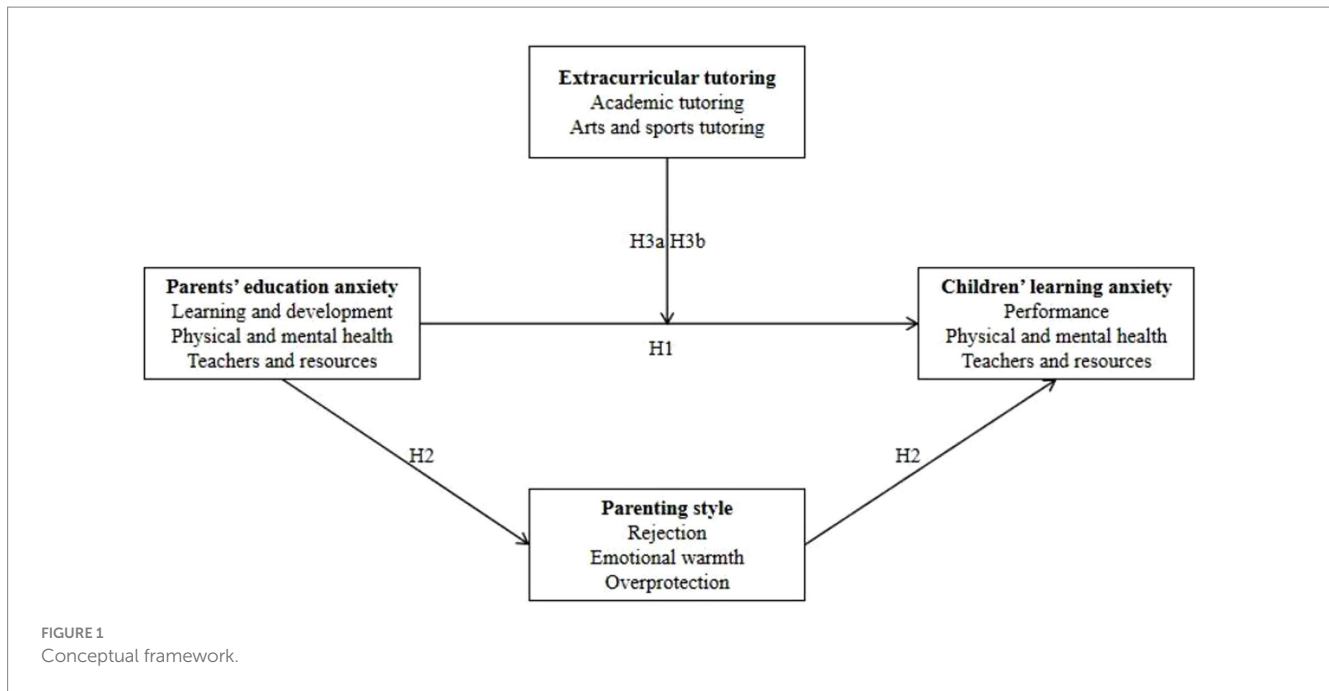 Extracurricular tutoring
Academic tutoring
Arts and sports tutoring
H3a H3b
Parents' education anxiety
Learning and development
Physical and mental health
Teachers and resources
H1
Children' learning anxiety
Performance
Physical and mental health
Teachers and resources
H2
H2
Parenting style
Rejection
Emotional warmth
Overprotection
FIGURE 1
Conceptual framework.